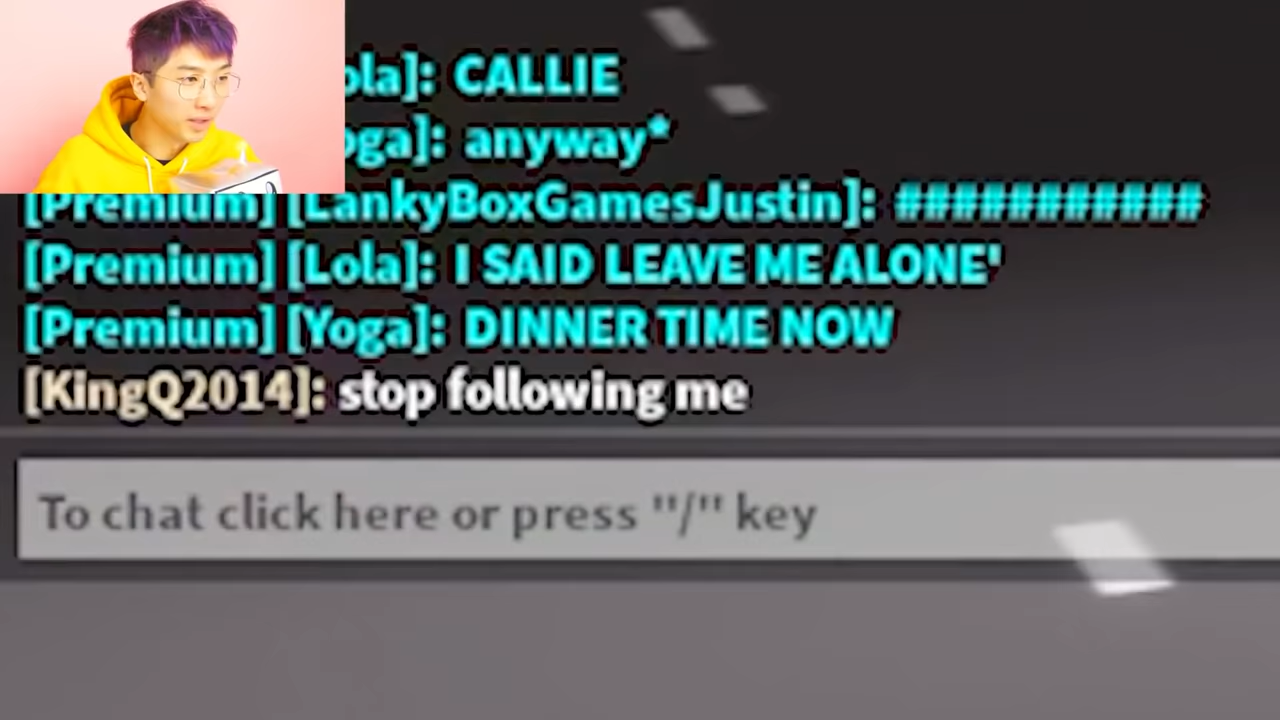 ola]: CALLIE
oga]: anyway*
[Premium] [LankyBoxGamesJustin]: ############
[Premium] [Lola]: I SAID LEAVE ME ALONE'
[Premium] [Yoga]: DINNER TIME NOW
[KingQ2014]: stop following me
To chat click here or press "/" key